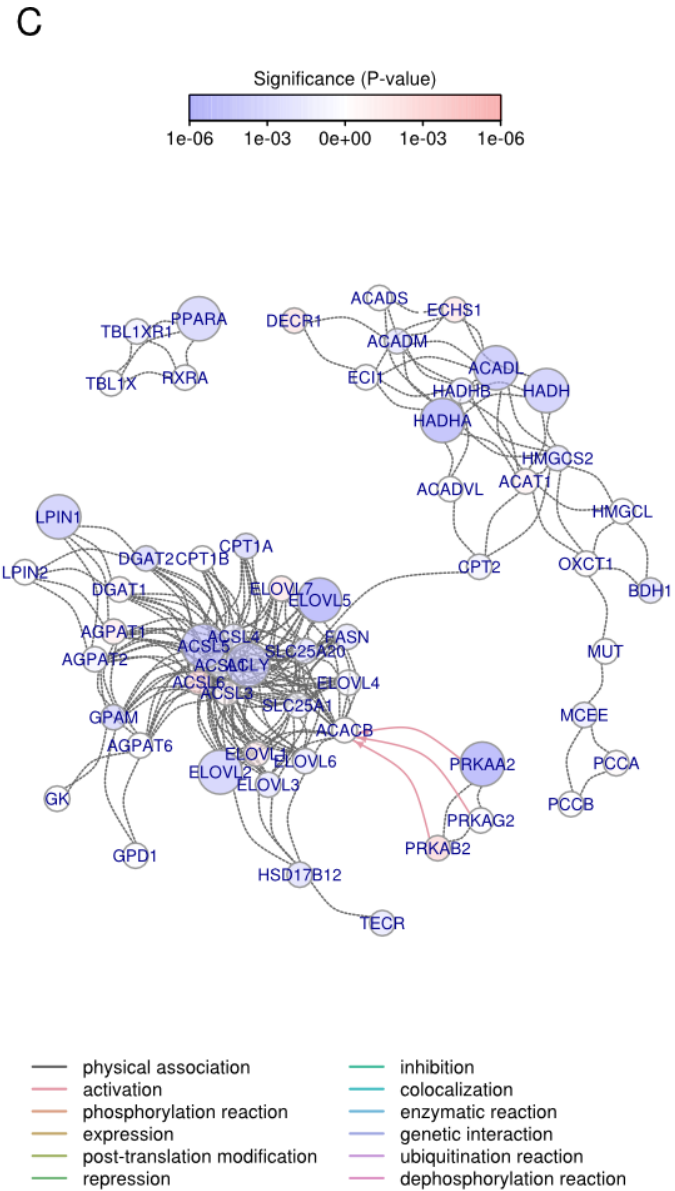 C
Significance (P-value)
1e-06 1e-03 0e+00 1e-03 1e-06
ACADS
ECHS1
PPARA
DECR1
TBL1XR1
ACADM
ACADL
TBL1X
RXRA
ECI1
HADHB
HADH
HADHA
HMGCS2
ACADVL
ACAT1
HMGCL
LPIN1
CPT1A
DGAT2
CPT1B
CPT2
OXCT1
LPIN2
DGAT1
ELOVL7
ELOVL5
BDH1
AGPAT1
ACSL4
FASN
ACSL5
SLC25A20
MUT
AGPAT2
ACSL1
ACLY
ACSL6
ELOVL4
ACSL3
SLC25A1
GPAM
MCEE
ACACB
AGPAT6
ELOVL1
ELOVL6
PRKAA2
PCCA
ELOVL2
ELOVL3
GK
PCCB
PRKAG2
GPD1
PRKAB2
HSD17B12
TECR
physical association
activation
phosphorylation reaction
expression
post-translation modification
repression
inhibition
colocalization
enzymatic reaction
genetic interaction
ubiquitination reaction
dephosphorylation reaction